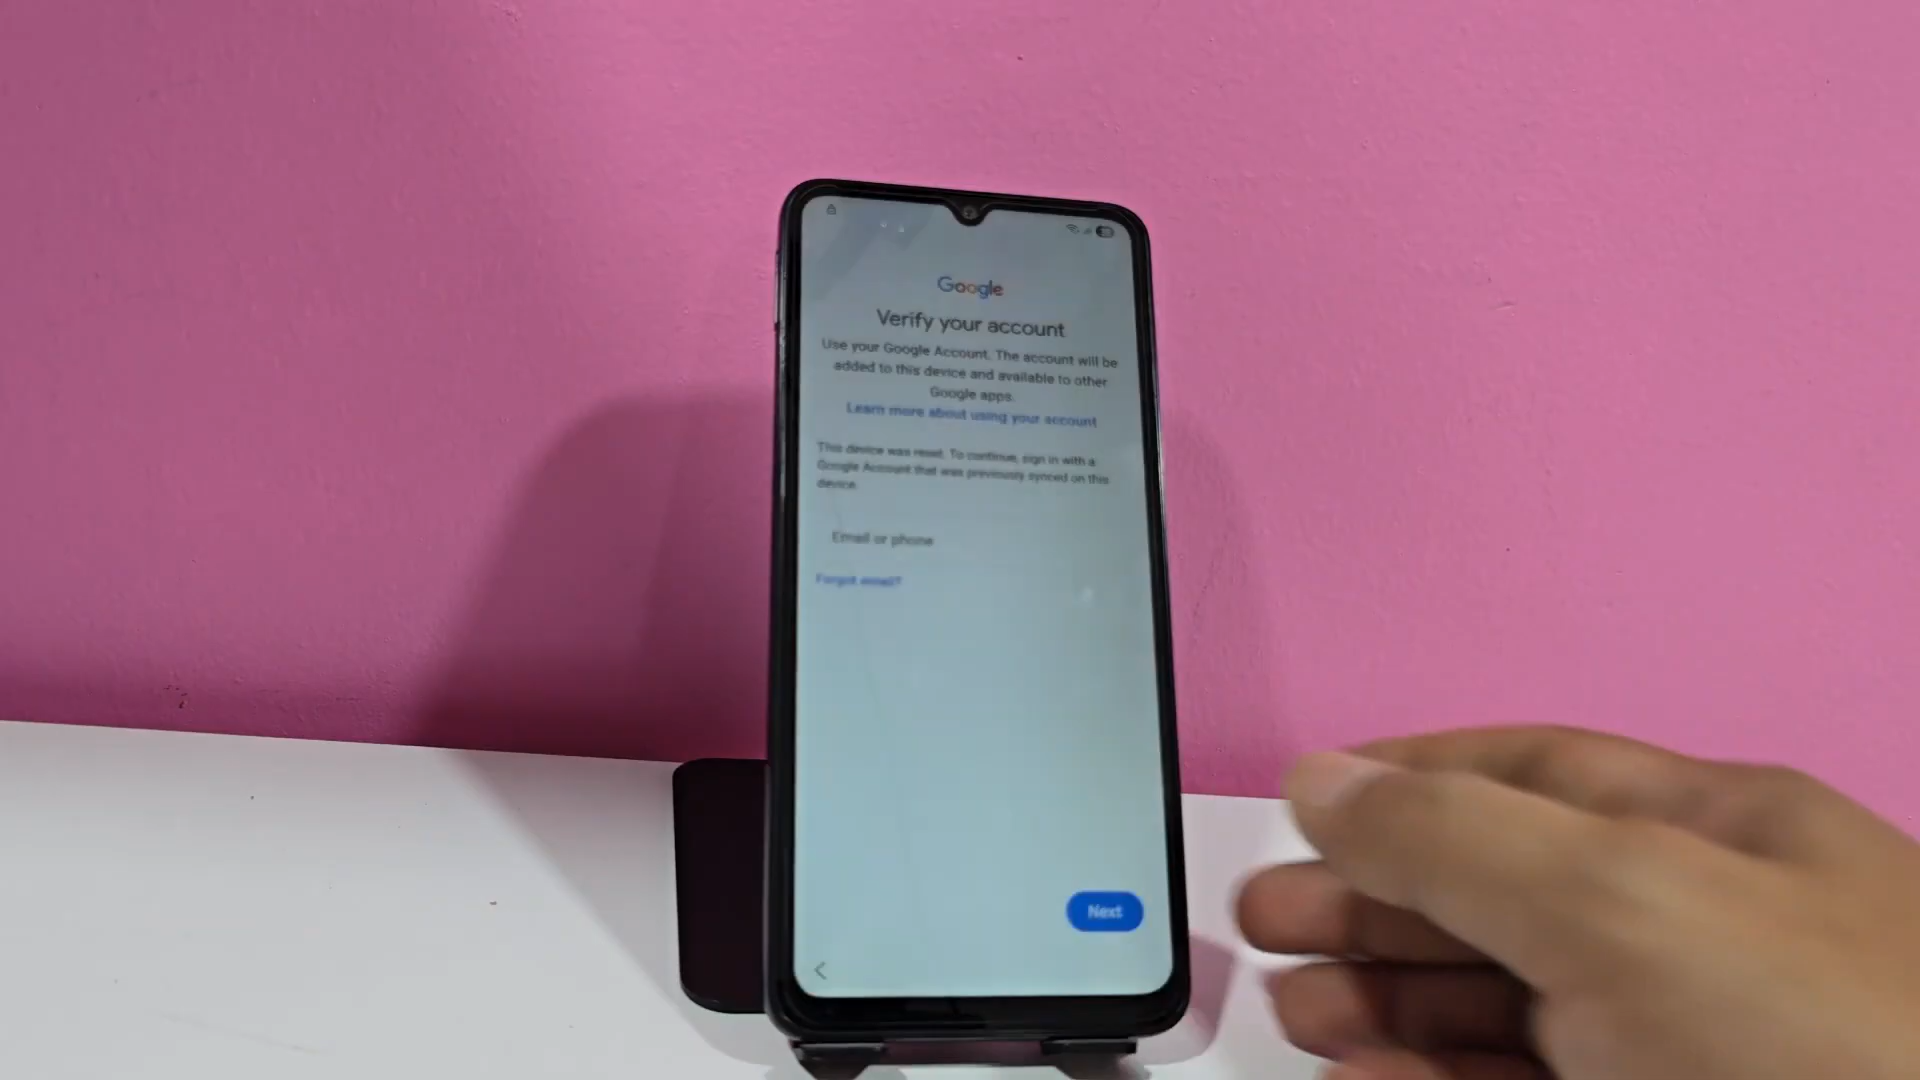 Google
Verify your account
Use your Google Account. The account will be
added to this device and available to other
Google apps.
Learn more about using your account
This device was reset. To continue, sign in with a
Google Account that was previously synced on this
device.
Email or phone
Forgot email?
Next